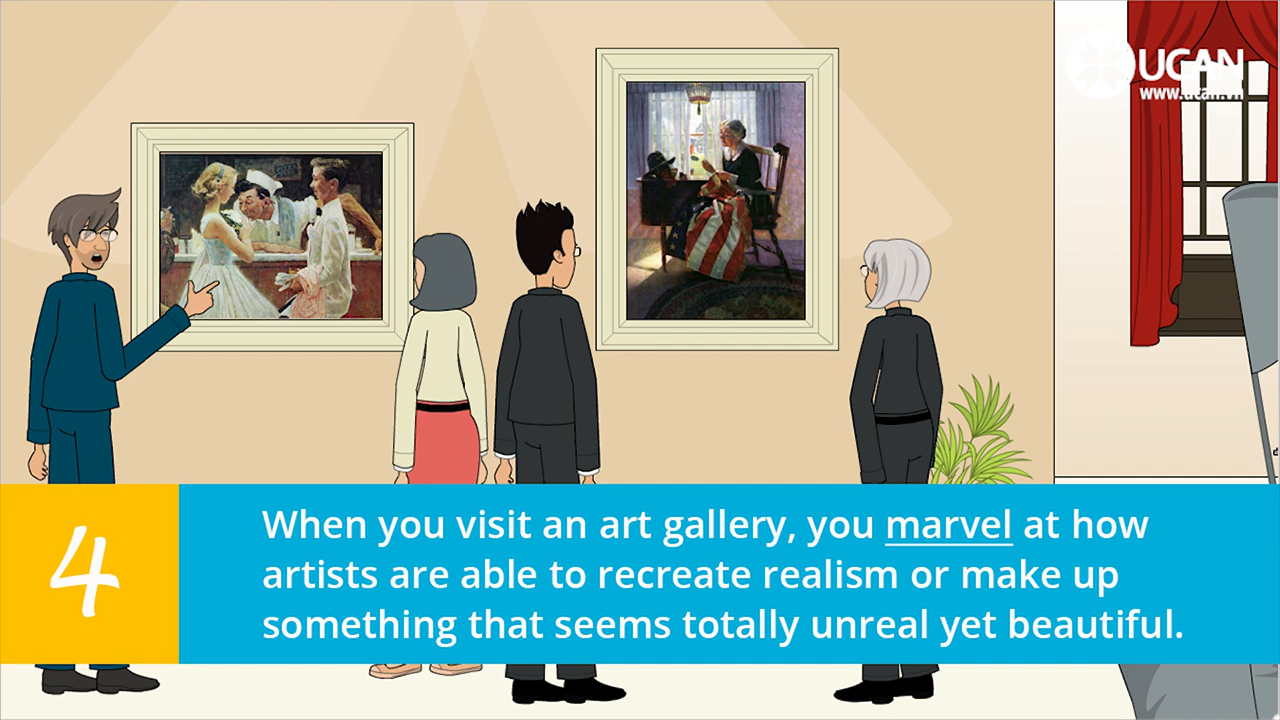 UCAN
www.ucan.vn
4
When you visit an art gallery, you marvel at how
artists are able to recreate realism or make up
something that seems totally unreal yet beautiful.